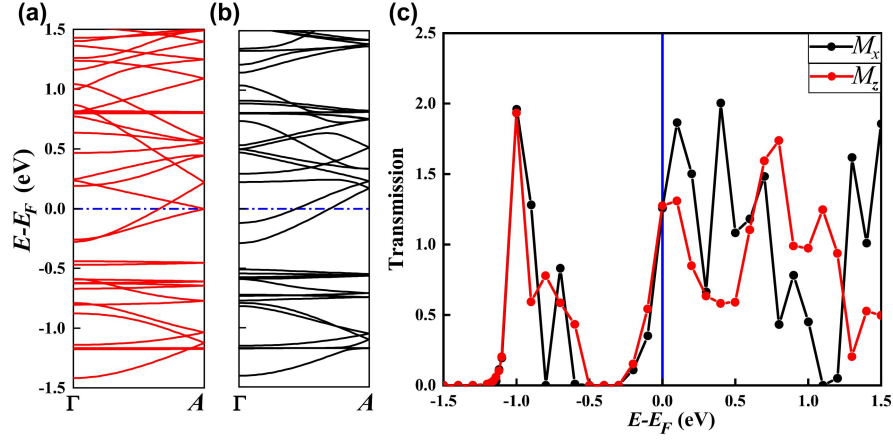 (a)
(b)
(c)
1.5
1.0
0.5
0.0
-0.5
-1.0
-1.5
E-E_F (eV)
Γ
A
Γ
A
2.5
2.0
1.5
1.0
0.5
0.0
Transmission
M_x
M_z
-1.5 -1.0 -0.5 0.0 0.5 1.0 1.5
E-E_F (eV)